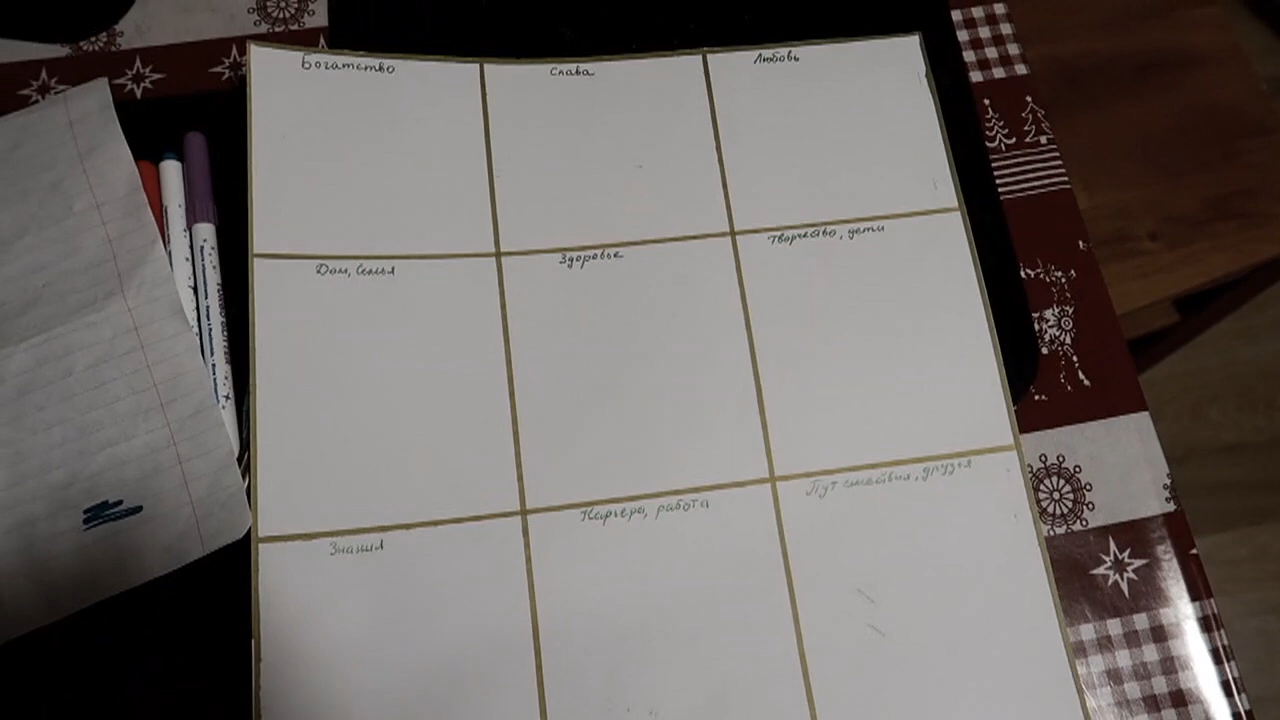 Богатство
Слава
Любовь
Дом, Семья
Здоровье
Творчество, дети
Знания
Карьера, работа
Путешествия, друзья